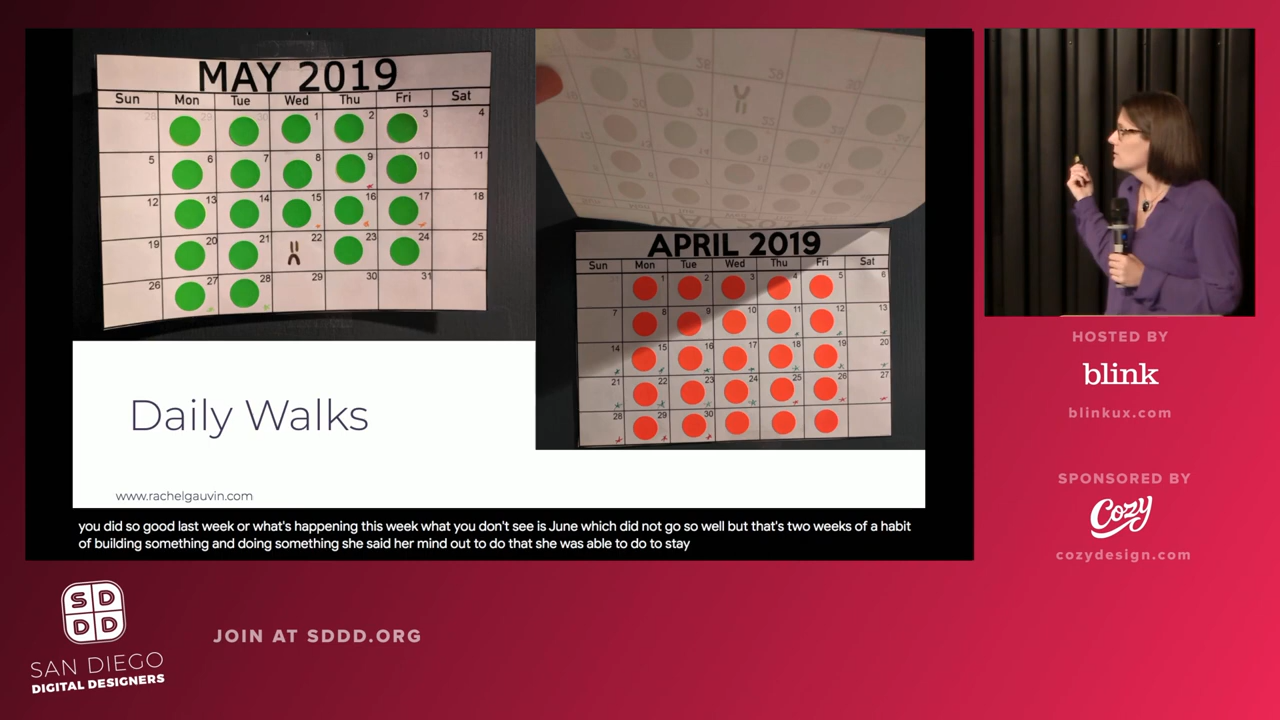 MAY 2019
Sun Mon Tue Wed Thu Fri Sat
28 29 30 1 2 3 4
5 6 7 8 9 10 11
12 13 14 15 16 17 18
19 20 21 22 23 24 25
26 27 28 29 30 31
APRIL 2019
Sun Mon Tue Wed Thu Fri Sat
1 2 3 4 5 6
7 8 9 10 11 12 13
14 15 16 17 18 19 20
21 22 23 24 25 26 27
28 29 30
Daily Walks
www.rachelgauvin.com
you did so good last week or what's happening this week what you don't see is June which did not go so well but that's two weeks of a habit
of building something and doing something she said her mind out to do that she was able to do to stay
HOSTED BY
blink
blinkux.com
SPONSORED BY
Cozy
cozydesign.com
SD
DD
SAN DIEGO
DIGITAL DESIGNERS
JOIN AT SDDD.ORG